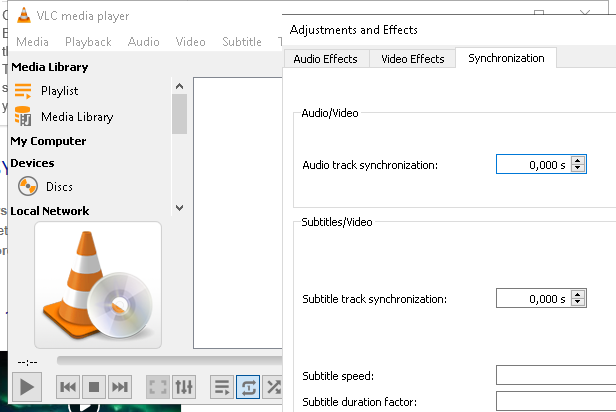 VLC media player
Media Playback Audio Video Subtitle
Adjustments and Effects
Audio Effects Video Effects Synchronization
Media Library
Playlist
Media Library
My Computer
Devices
Discs
Local Network
Audio/Video
Audio track synchronization: 0,000 s
Subtitles/Video
Subtitle track synchronization: 0,000 s
Subtitle speed:
Subtitle duration factor:
--:--